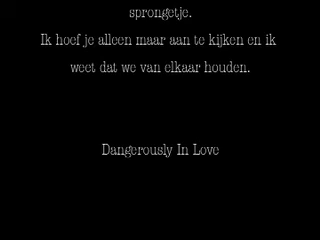 sprongetje.
Ik hoef je alleen maar aan te kijken en ik
weet dat we van elkaar houden.
Dangerously In Love